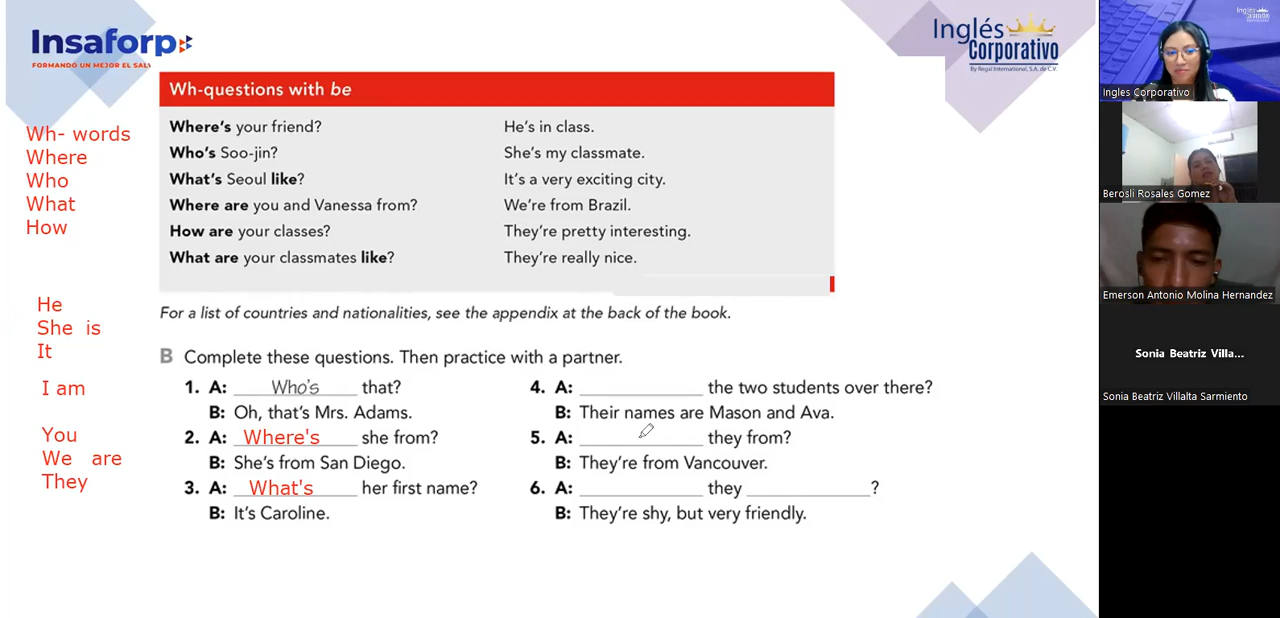 Insaforp
FORMANDO UN MEJOR EL SALV
Inglés
Corporativo
By Regal International, S.A. de C.V.
Wh-questions with be
Where's your friend? He's in class.
Who's Soo-jin? She's my classmate.
What's Seoul like? It's a very exciting city.
Where are you and Vanessa from? We're from Brazil.
How are your classes? They're pretty interesting.
What are your classmates like? They're really nice.
Wh- words
Where
Who
What
How
He
She is
It
I am
You
We are
They
For a list of countries and nationalities, see the appendix at the back of the book.
B Complete these questions. Then practice with a partner.
1. A: Who's that?
B: Oh, that's Mrs. Adams.
2. A: Where's she from?
B: She's from San Diego.
3. A: What's her first name?
B: It's Caroline.
4. A: ____________ the two students over there?
B: Their names are Mason and Ava.
5. A: ____________ they from?
B: They're from Vancouver.
6. A: ____________ they ____________ ?
B: They're shy, but very friendly.
Ingles Corporativo
Berosli Rosales Gomez
Emerson Antonio Molina Hernandez
Sonia Beatriz Villa...
Sonia Beatriz Villalta Sarmiento